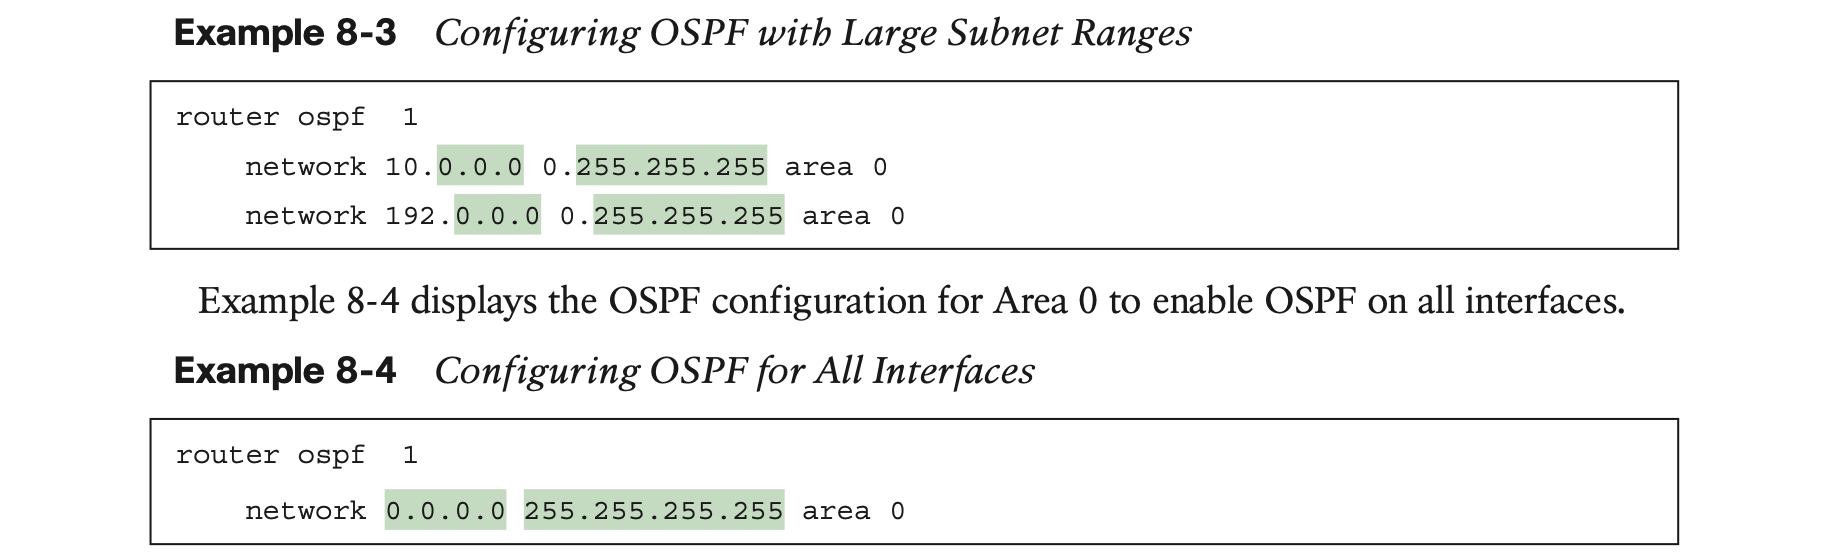 Example 8-3 Configuring OSPF with Large Subnet Ranges
router ospf 1
network 10.0.0.0 0.255.255.255 area 0
network 192.0.0.0 0.255.255.255 area 0
Example 8-4 displays the OSPF configuration for Area 0 to enable OSPF on all interfaces.
Example 8-4 Configuring OSPF for All Interfaces
router ospf 1
network 0.0.0.0 255.255.255.255 area 0